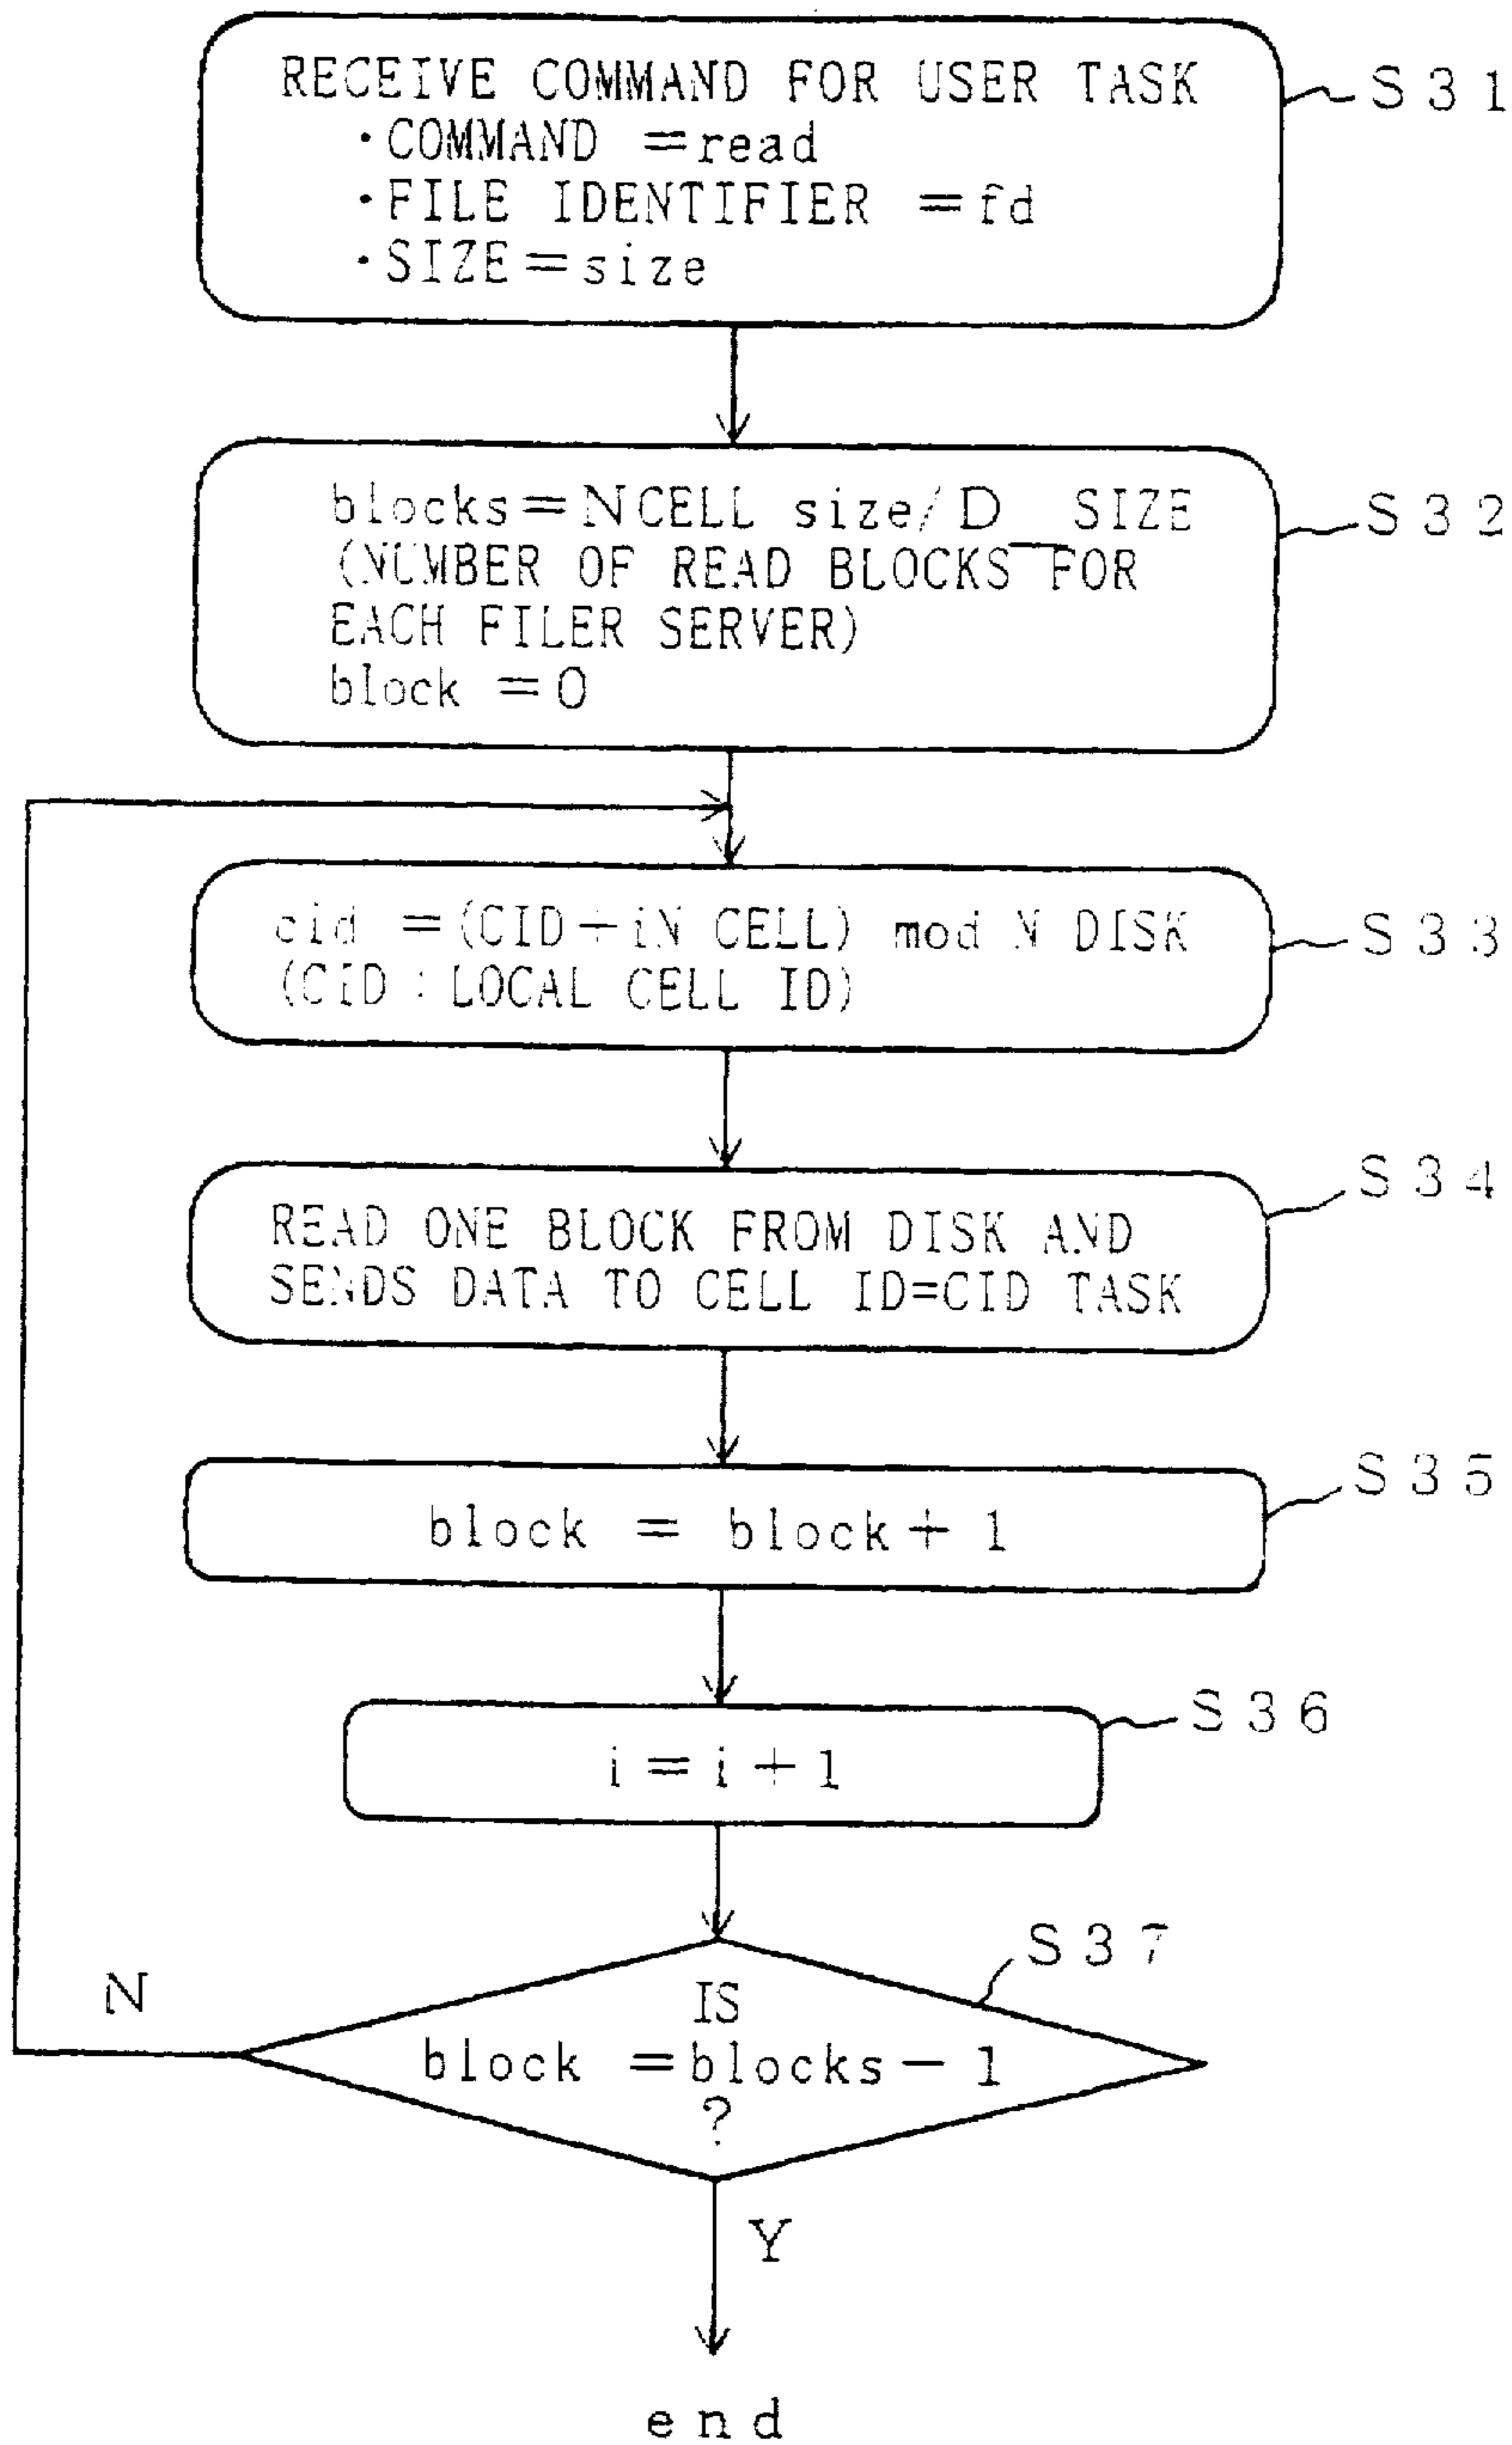 RECEIVE COMMAND FOR USER TASK
・COMMAND =read
・FILE IDENTIFIER =fd
・SIZE=size
S31
blocks=NCELL size/D_SIZE
(NUMBER OF READ BLOCKS FOR
EACH FILER SERVER)
block =0
S32
cid =(CID+iN CELL) mod N DISK
(CID : LOCAL CELL ID)
S33
READ ONE BLOCK FROM DISK AND
SENDS DATA TO CELL ID=CID TASK
S34
block = block+1
S35
i=i+1
S36
IS
block =blocks-1
?
S37
N
Y
end